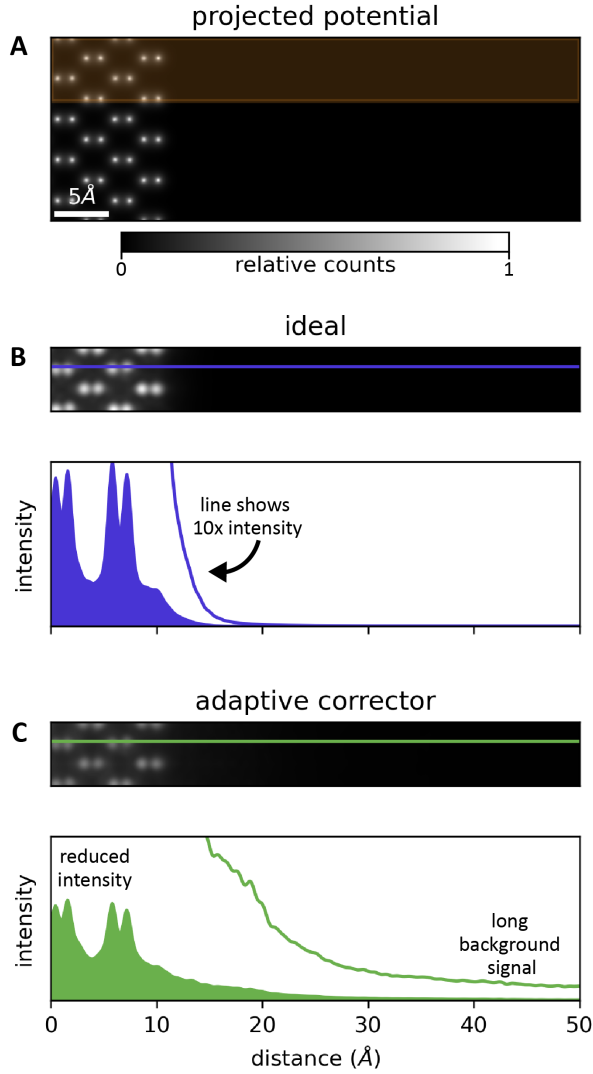 projected potential
A
5Å
0
1
relative counts
ideal
B
intensity
line shows
10x intensity
adaptive corrector
C
intensity
reduced
intensity
long
background
signal
0 10 20 30 40 50
distance (Å)